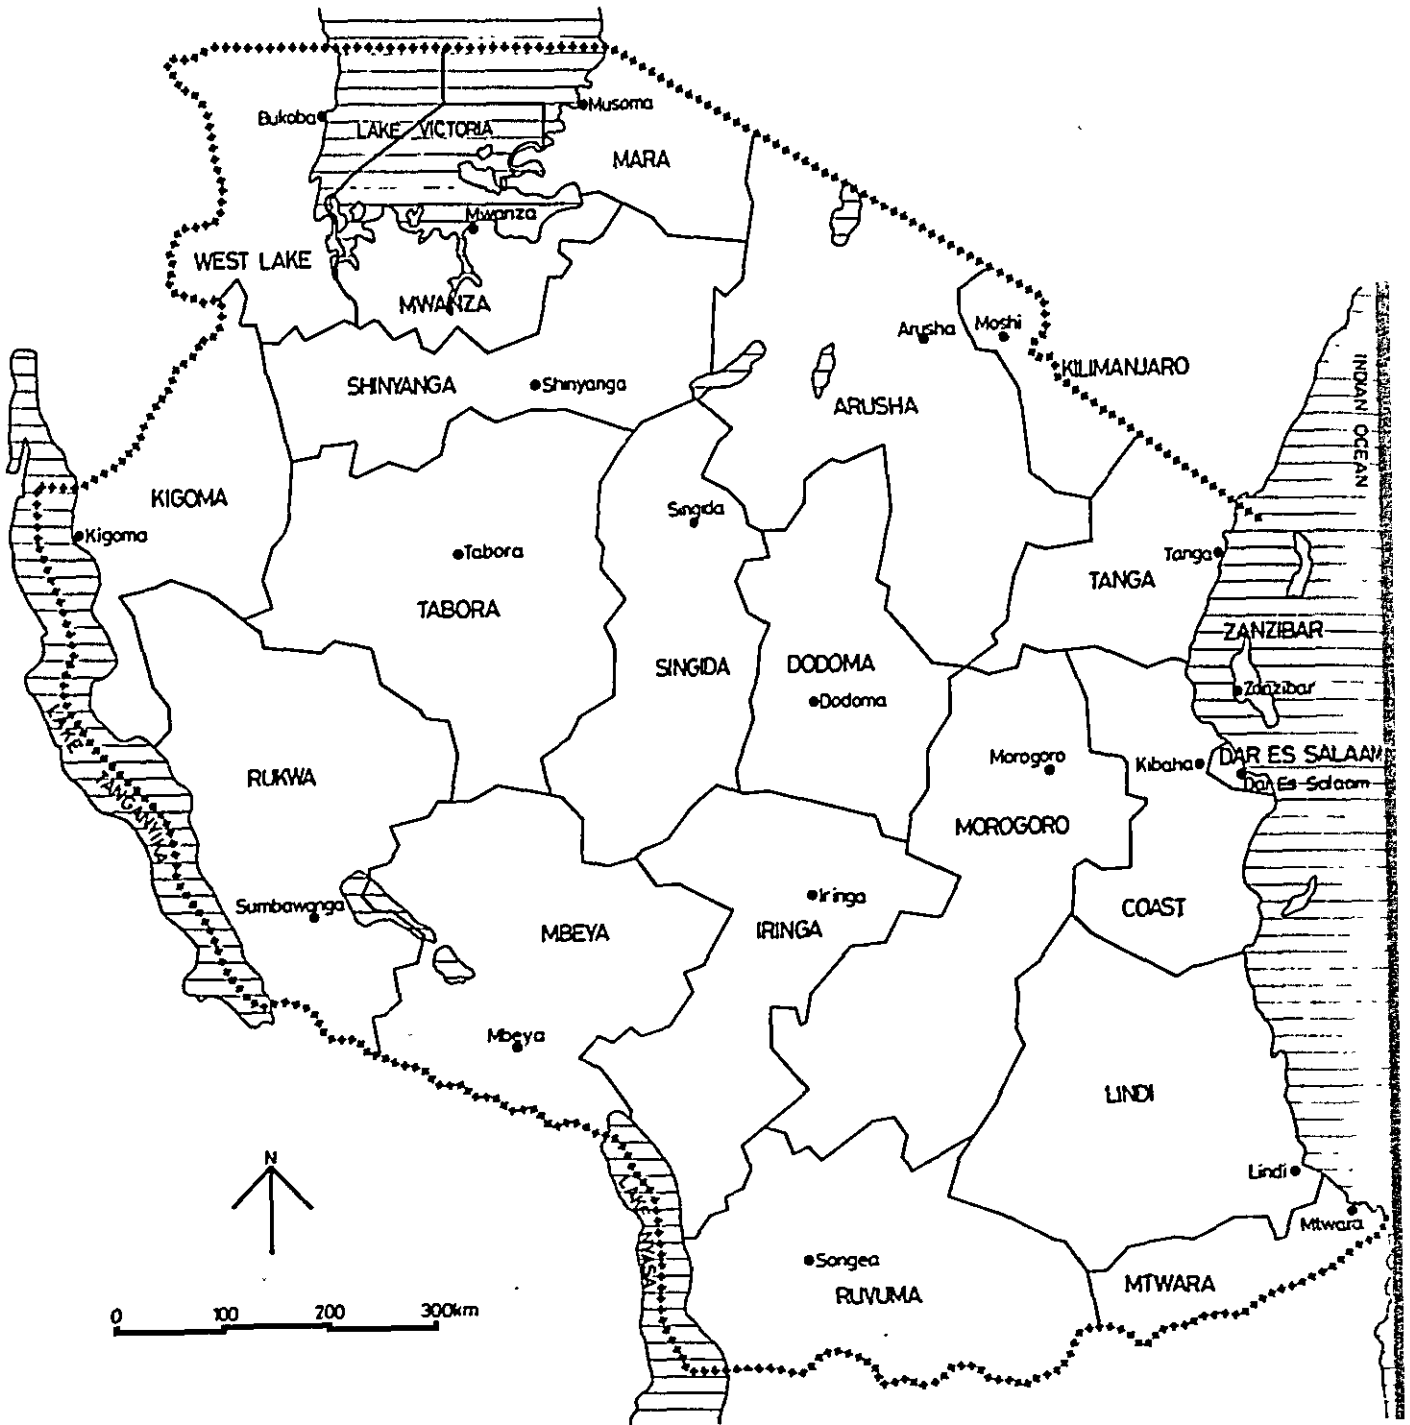 Bukoba
Musoma
LAKE VICTORIA
MARA
Mwanza
WEST LAKE
MWANZA
Arusha
Moshi
KILIMANJARO
INDIAN OCEAN
SHINYANGA
Shinyanga
ARUSHA
KIGOMA
Kigoma
Singida
Tabora
Tanga
TANGA
TABORA
ZANZIBAR
SINGIDA
DODOMA
Zanzibar
Dodoma
LAKE TANGANYIKA
RUKWA
Morogoro
Kibaha
DAR ES SALAAM
Dar Es Salaam
MOROGORO
Sumbawanga
Iringa
COAST
MBEYA
IRINGA
Mbeya
LINDI
N
Lindi
LAKE NYASA
Mtwara
Songea
MTWARA
RUVUMA
0 100 200 300km